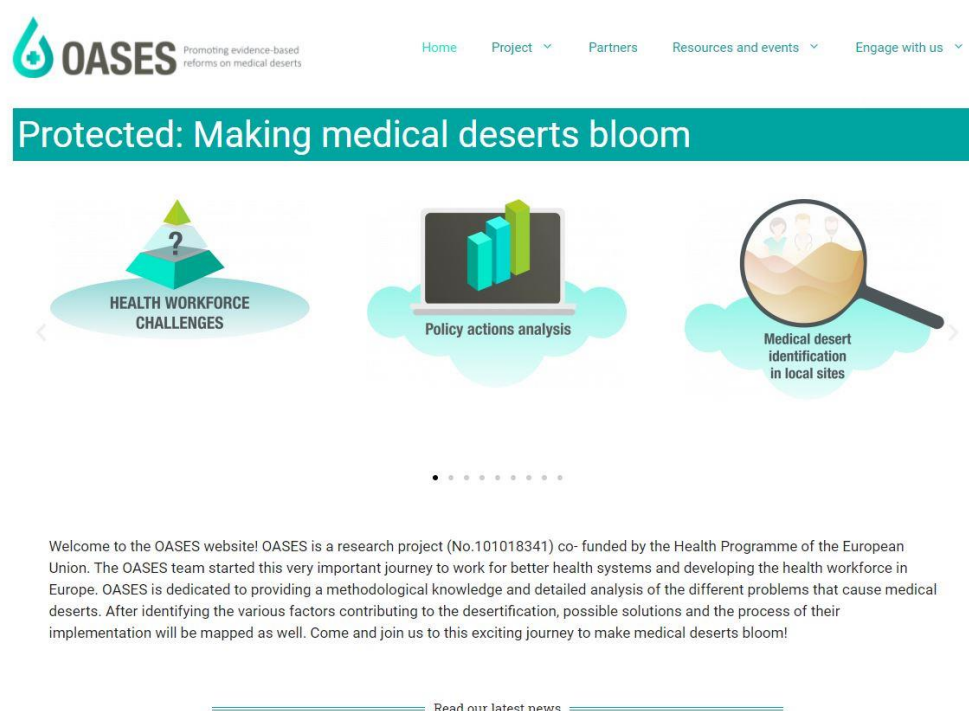 OASES Promoting evidence-based
reforms on medical deserts
Home Project Partners Resources and events Engage with us
Protected: Making medical deserts bloom
?
HEALTH WORKFORCE
CHALLENGES
Policy actions analysis
Medical desert
identification
in local sites
Welcome to the OASES website! OASES is a research project (No.101018341) co- funded by the Health Programme of the European
Union. The OASES team started this very important journey to work for better health systems and developing the health workforce in
Europe. OASES is dedicated to providing a methodological knowledge and detailed analysis of the different problems that cause medical
deserts. After identifying the various factors contributing to the desertification, possible solutions and the process of their
implementation will be mapped as well. Come and join us to this exciting journey to make medical deserts bloom!
Read our latest news